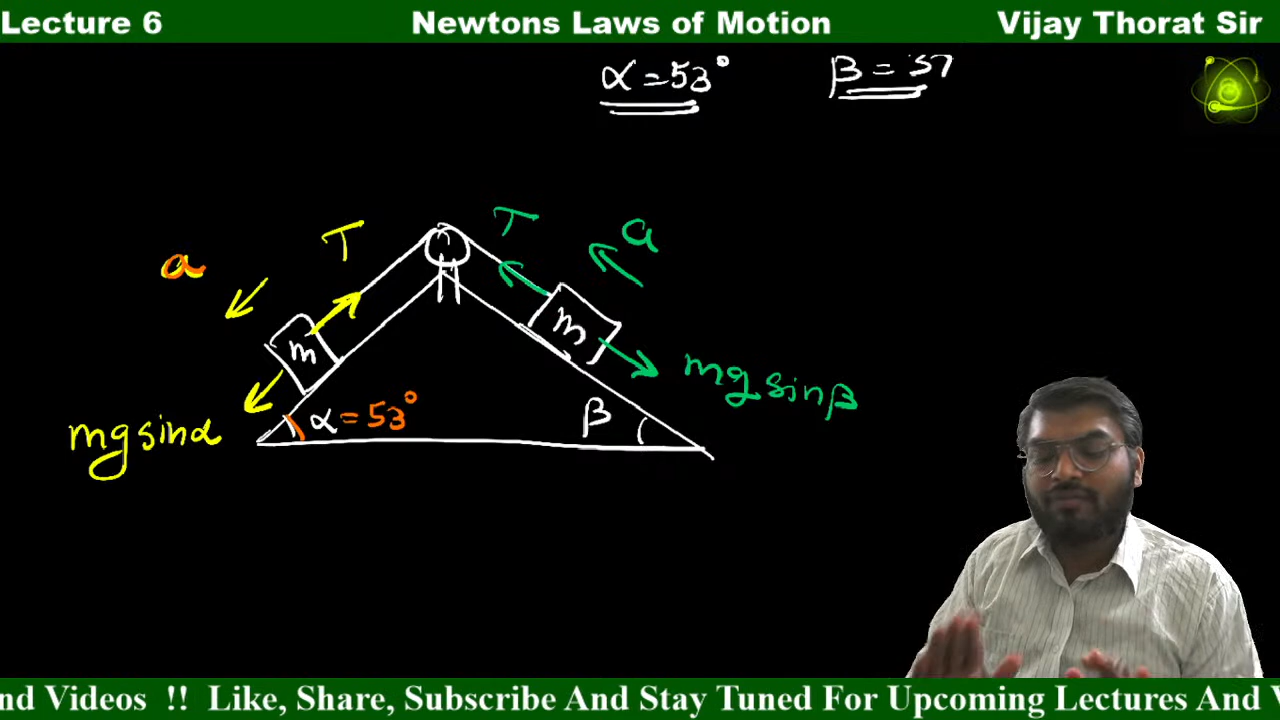 Lecture 6 Newtons Laws of Motion Vijay Thorat Sir
α = 53° β = 37
T T a
a
m m
mg sinβ
mg sinα α = 53° β
nd Videos !! Like, Share, Subscribe And Stay Tuned For Upcoming Lectures And V